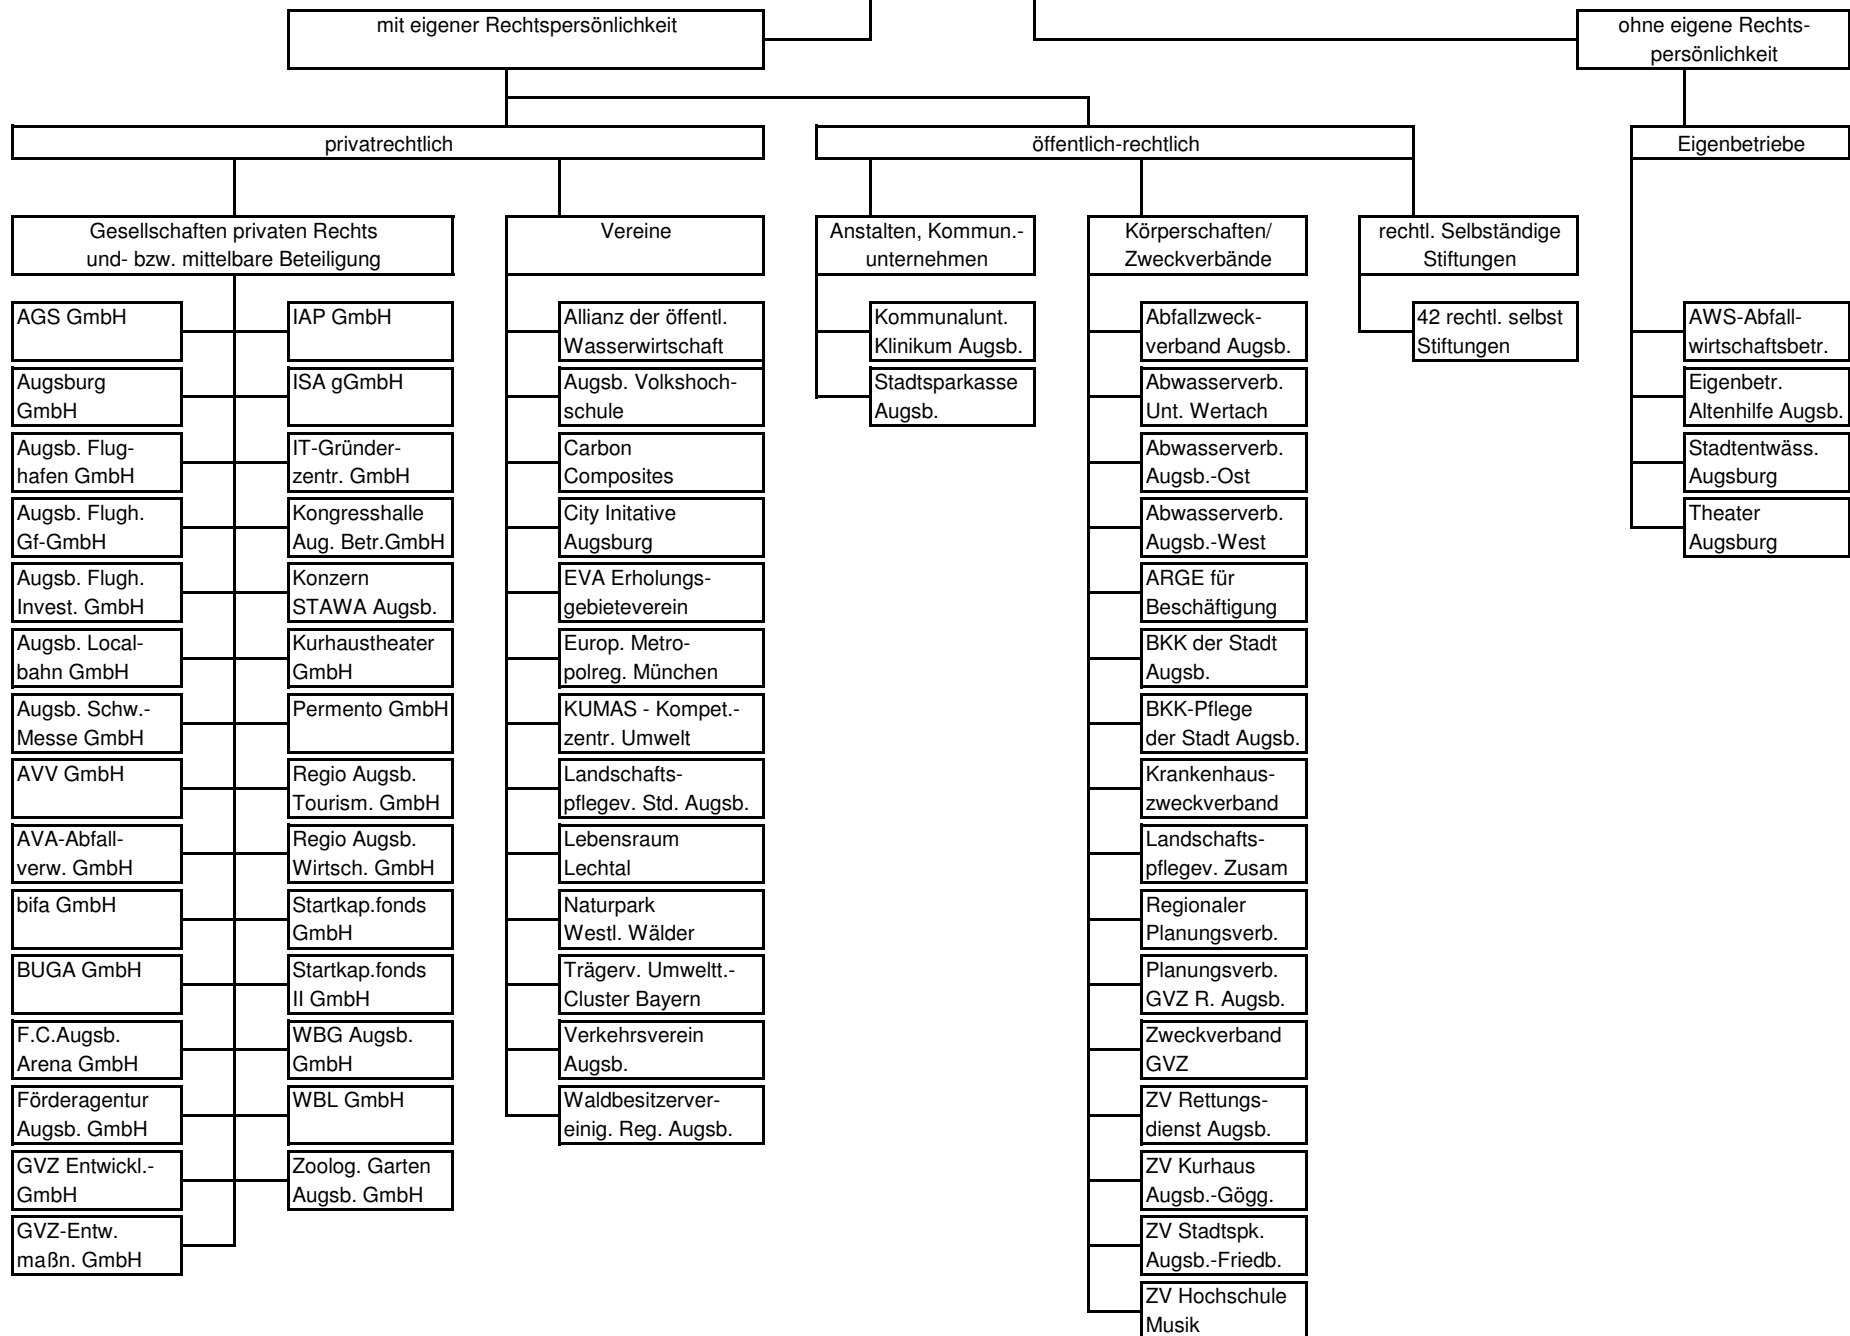 mit eigener Rechtspersönlichkeit
ohne eigene Rechts-
persönlichkeit
privatrechtlich
öffentlich-rechtlich
Eigenbetriebe
Gesellschaften privaten Rechts
und- bzw. mittelbare Beteiligung
Vereine
Anstalten, Kommun.-
unternehmen
Körperschaften/
Zweckverbände
rechtl. Selbständige
Stiftungen
AGS GmbH
Augsburg
GmbH
Augsb. Flug-
hafen GmbH
Augsb. Flugh.
Gf-GmbH
Augsb. Flugh.
Invest. GmbH
Augsb. Local-
bahn GmbH
Augsb. Schw.-
Messe GmbH
AVV GmbH
AVA-Abfall-
verw. GmbH
bifa GmbH
BUGA GmbH
F.C.Augsb.
Arena GmbH
Förderagentur
Augsb. GmbH
GVZ Entwickl.-
GmbH
GVZ-Entw.
maßn. GmbH
IAP GmbH
ISA gGmbH
IT-Gründer-
zentr. GmbH
Kongresshalle
Aug. Betr.GmbH
Konzern
STAWA Augsb.
Kurhaustheater
GmbH
Permento GmbH
Regio Augsb.
Tourism. GmbH
Regio Augsb.
Wirtsch. GmbH
Startkap.fonds
GmbH
Startkap.fonds
II GmbH
WBG Augsb.
GmbH
WBL GmbH
Zoolog. Garten
Augsb. GmbH
Allianz der öffentl.
Wasserwirtschaft
Augsb. Volkshoch-
schule
Carbon
Composites
City Initative
Augsburg
EVA Erholungs-
gebieteverein
Europ. Metro-
polreg. München
KUMAS - Kompet.-
zentr. Umwelt
Landschafts-
pflegev. Std. Augsb.
Lebensraum
Lechtal
Naturpark
Westl. Wälder
Trägerv. Umweltt.-
Cluster Bayern
Verkehrsverein
Augsb.
Waldbesitzerver-
einig. Reg. Augsb.
Kommunalunt.
Klinikum Augsb.
Stadtsparkasse
Augsb.
Abfallzweck-
verband Augsb.
Abwasserverb.
Unt. Wertach
Abwasserverb.
Augsb.-Ost
Abwasserverb.
Augsb.-West
ARGE für
Beschäftigung
BKK der Stadt
Augsb.
BKK-Pflege
der Stadt Augsb.
Krankenhaus-
zweckverband
Landschafts-
pflegev. Zusam
Regionaler
Planungsverb.
Planungsverb.
GVZ R. Augsb.
Zweckverband
GVZ
ZV Rettungs-
dienst Augsb.
ZV Kurhaus
Augsb.-Gögg.
ZV Stadtspk.
Augsb.-Friedb.
ZV Hochschule
Musik
42 rechtl. selbst
Stiftungen
AWS-Abfall-
wirtschaftsbetr.
Eigenbetr.
Altenhilfe Augsb.
Stadtentwäss.
Augsburg
Theater
Augsburg